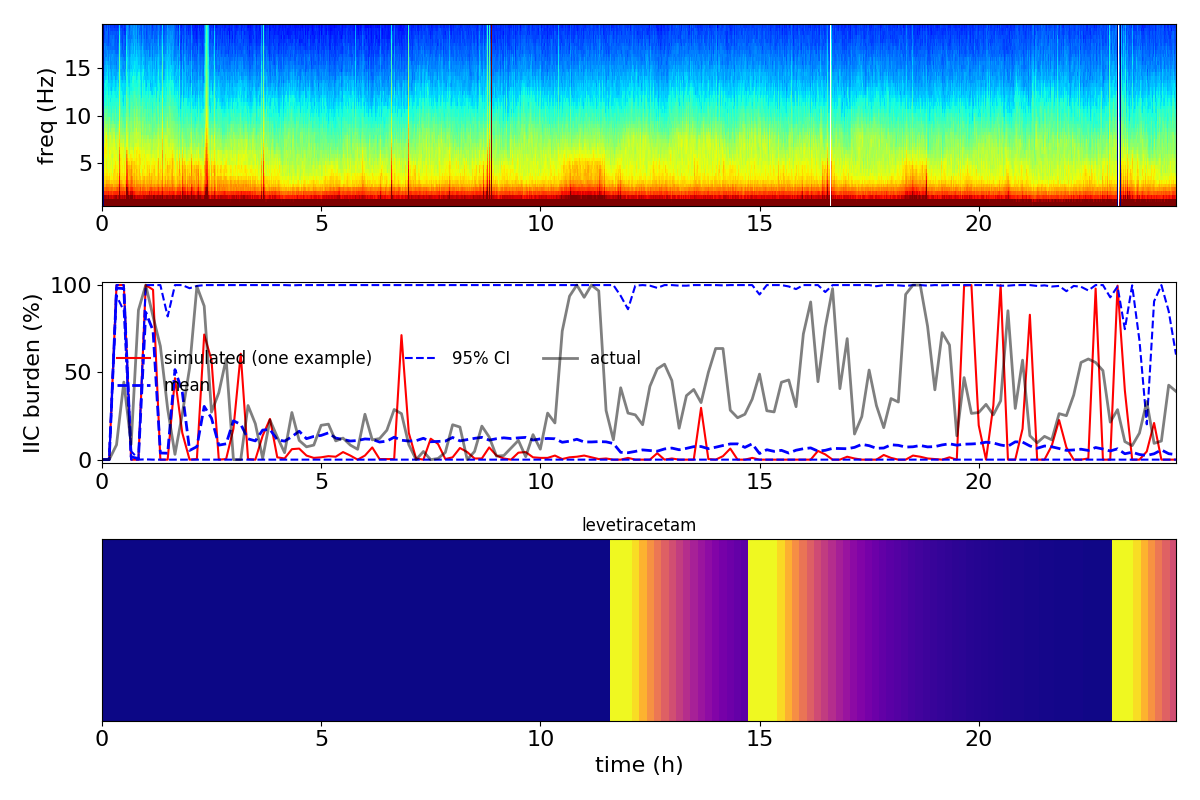 freq (Hz)
15
10
5
0 5 10 15 20
IIC burden (%)
100
50
0
simulated (one example) 95% CI actual
mean
0 5 10 15 20
levetiracetam
0 5 10 15 20
time (h)